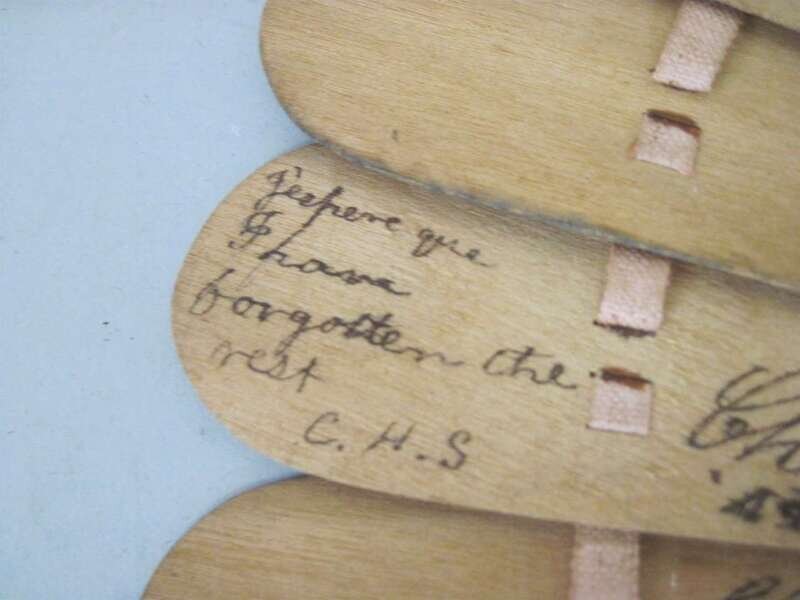 J'espere que
I have
forgotten the
rest
C. H. S